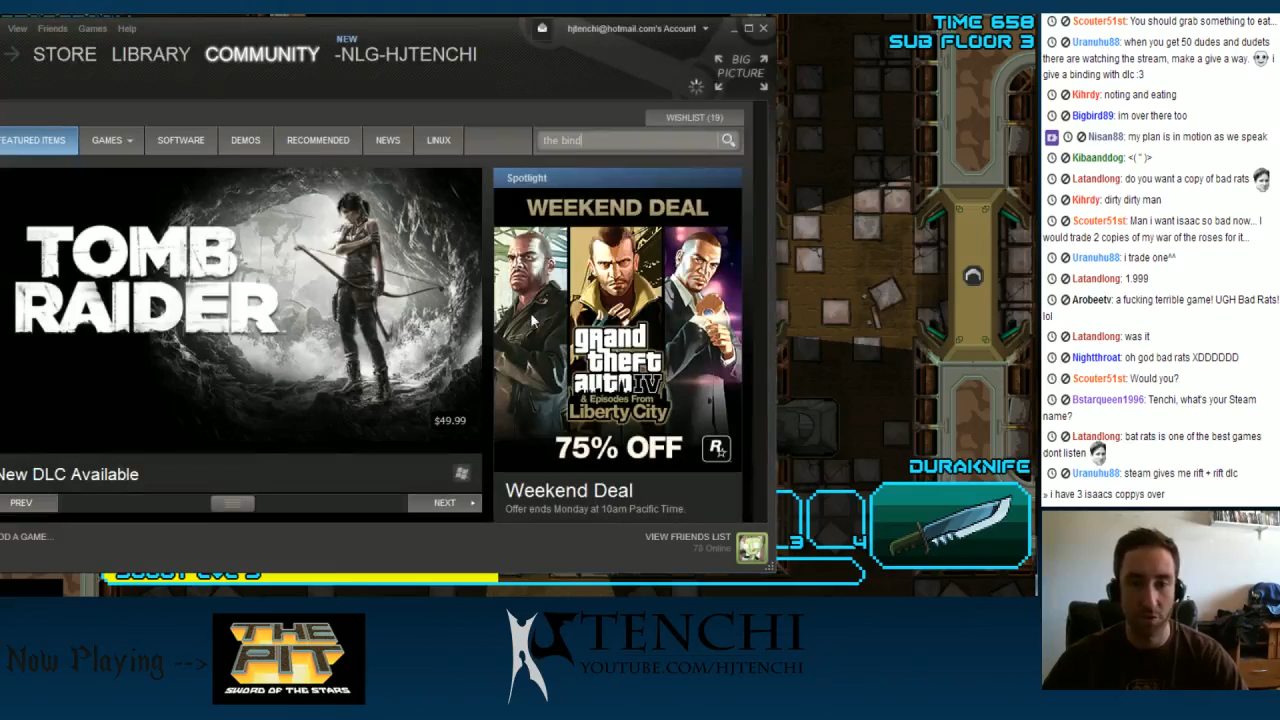 View Friends Games Help
hjtenchi@hotmail.com's Account
STORE LIBRARY COMMUNITY -NLG-HJTENCHI
NEW
BIG
PICTURE
WISHLIST (19)
FEATURED ITEMS GAMES SOFTWARE DEMOS RECOMMENDED NEWS LINUX
the bind
TOMB
RAIDER
$49.99
New DLC Available
PREV
NEXT
Spotlight
WEEKEND DEAL
grand
theft
auto IV
& Episodes From
Liberty City
75% OFF
R
Weekend Deal
Offer ends Monday at 10am Pacific Time.
DD A GAME...
VIEW FRIENDS LIST
78 Online
TIME 658
SUB FLOOR 3
DURAKNIFE
3
4
Now Playing -->
THE
PIT
SWORD OF THE STARS
TENCHI
YOUTUBE.COM/HJTENCHI
Scouter51st: You should grab something to eat...
Uranuhu88: when you get 50 dudes and dudets
there are watching the stream, make a give a way. i
give a binding with dlc :3
Kihrdy: noting and eating
Bigbird89: im over there too
Nisan88: my plan is in motion as we speak
Kibaanddog: <( " )>
Latandlong: do you want a copy of bad rats
Kihrdy: dirty dirty man
Scouter51st: Man i want isaac so bad now... I
would trade 2 copies of my war of the roses for it...
Uranuhu88: i trade one^^
Latandlong: 1.999
Arobeetv: a fucking terrible game! UGH Bad Rats!
lol
Latandlong: was it
Nightthroat: oh god bad rats XDDDDDD
Scouter51st: Would you?
Bstarqueen1996: Tenchi, what's your Steam
name?
Latandlong: bat rats is one of the best games
dont listen
Uranuhu88: steam gives me rift + rift dlc
» i have 3 isaacs coppys over